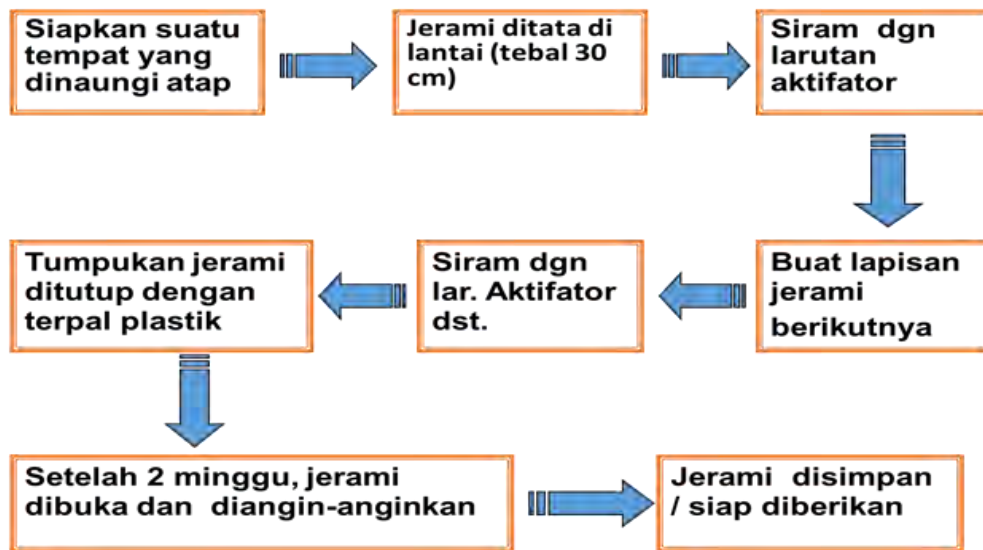 Siapkan suatu
tempat yang
dinaungi atap
Jerami ditata di
lantai (tebal 30
cm)
Siram dgn
larutan
aktifator
Buat lapisan
jerami
berikutnya
Siram dgn
lar. Aktifator
dst.
Tumpukan jerami
ditutup dengan
terpal plastik
Setelah 2 minggu, jerami
dibuka dan diangin-anginkan
Jerami disimpan
/ siap diberikan